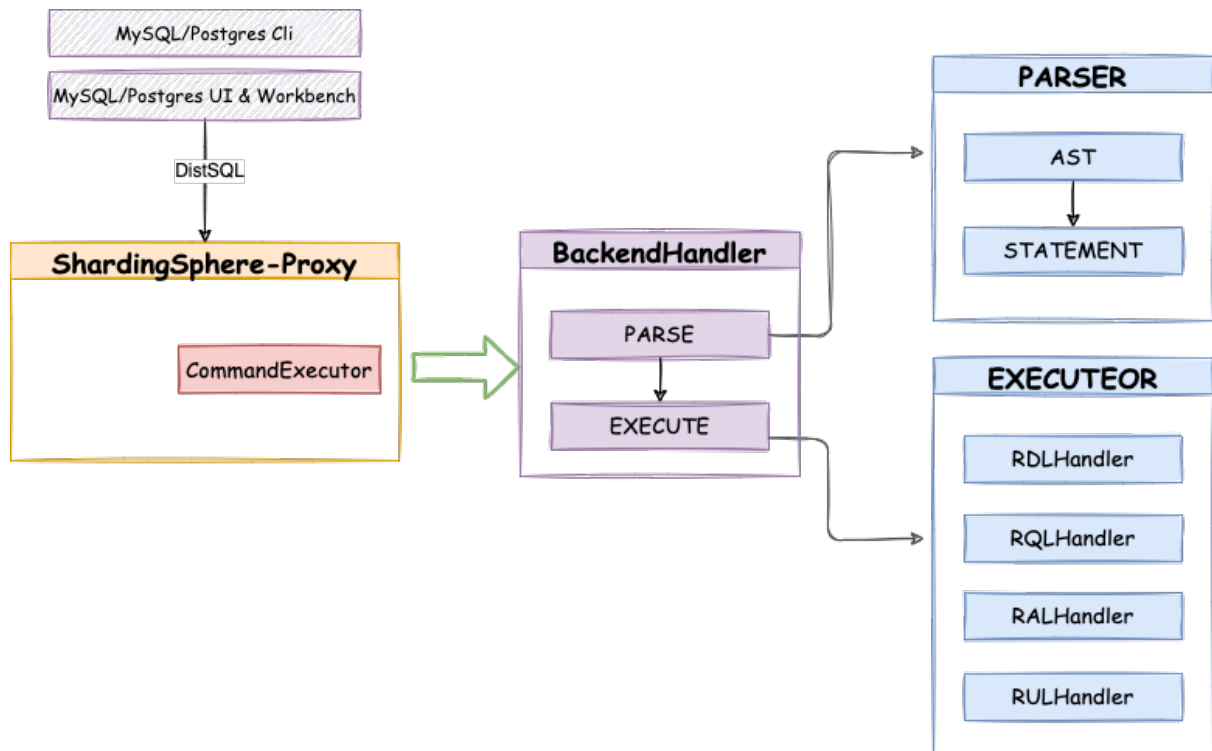 MySQL/Postgres Cli
MySQL/Postgres UI & Workbench
DistSQL
ShardingSphere-Proxy
CommandExecutor
BackendHandler
PARSE
EXECUTE
PARSER
AST
STATEMENT
EXECUTEOR
RDLHandler
RQLHandler
RALHandler
RULHandler